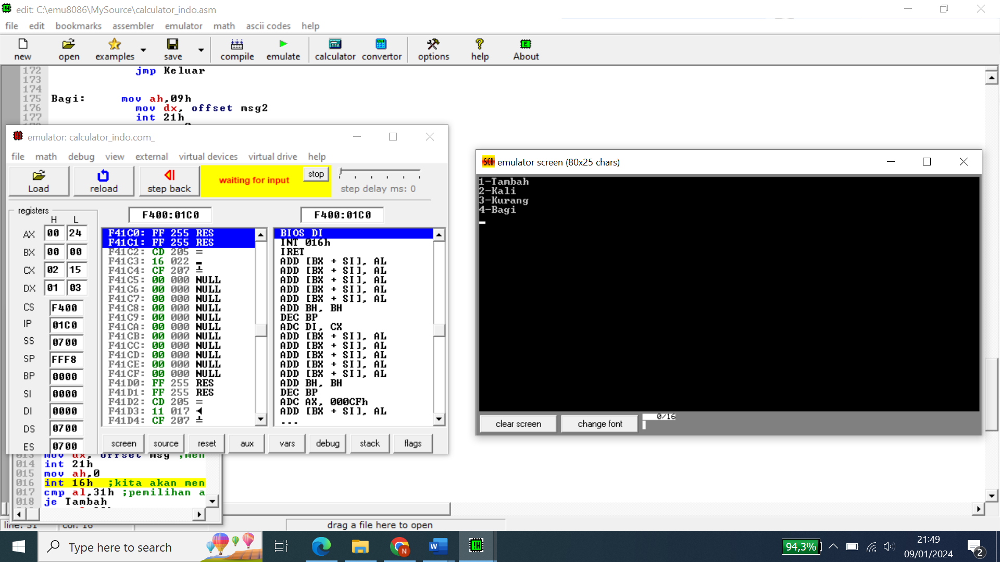 edit: C:\emu8086\MySource\calculator_indo.asm
file edit bookmarks assembler emulator math ascii codes help
new open examples save compile emulate calculator convertor options help About
172 jmp Keluar
173
174
175 Bagi: mov ah,09h
176 mov dx, offset msg2
177 int 21h
emulator: calculator_indo.com_
file math debug view external virtual devices virtual drive help
Load reload step back waiting for input stop step delay ms: 0
registers
H L
AX 00 24
BX 00 00
CX 02 15
DX 01 03
CS F400
IP 01C0
SS 0700
SP FFF8
BP 0000
SI 0000
DI 0000
DS 0700
ES 0700
F400:01C0
F41C0: FF 255 RES
F41C1: FF 255 RES
F41C2: CD 205 =
F41C3: 16 022 ▬
F41C4: CF 207 ╧
F41C5: 00 000 NULL
F41C6: 00 000 NULL
F41C7: 00 000 NULL
F41C8: 00 000 NULL
F41C9: 00 000 NULL
F41CA: 00 000 NULL
F41CB: 00 000 NULL
F41CC: 00 000 NULL
F41CD: 00 000 NULL
F41CE: 00 000 NULL
F41CF: 00 000 NULL
F41D0: FF 255 RES
F41D1: FF 255 RES
F41D2: CD 205 =
F41D3: 11 017 ◄
F41D4: CF 207 ╧
F400:01C0
BIOS DI
INT 016h
IRET
ADD [BX + SI], AL
ADD [BX + SI], AL
ADD [BX + SI], AL
ADD [BX + SI], AL
ADD [BX + SI], AL
ADD BH, BH
DEC BP
ADC DI, CX
ADD [BX + SI], AL
ADD [BX + SI], AL
ADD [BX + SI], AL
ADD [BX + SI], AL
ADD [BX + SI], AL
ADD BH, BH
DEC BP
ADC AX, 000CFh
ADD [BX + SI], AL
...
screen source reset aux vars debug stack flags
013 mov dx, offset msg ;men
014 int 21h
015 mov ah,0
016 int 16h ;kita akan men
017 cmp al,31h ;pemilihan a
018 je Tambah
emulator screen (80x25 chars)
1-Tambah
2-Kali
3-Kurang
4-Bagi
clear screen change font 0/16
line: 51 col: 16 drag a file here to open
Type here to search
94,3%
21:49
09/01/2024
2